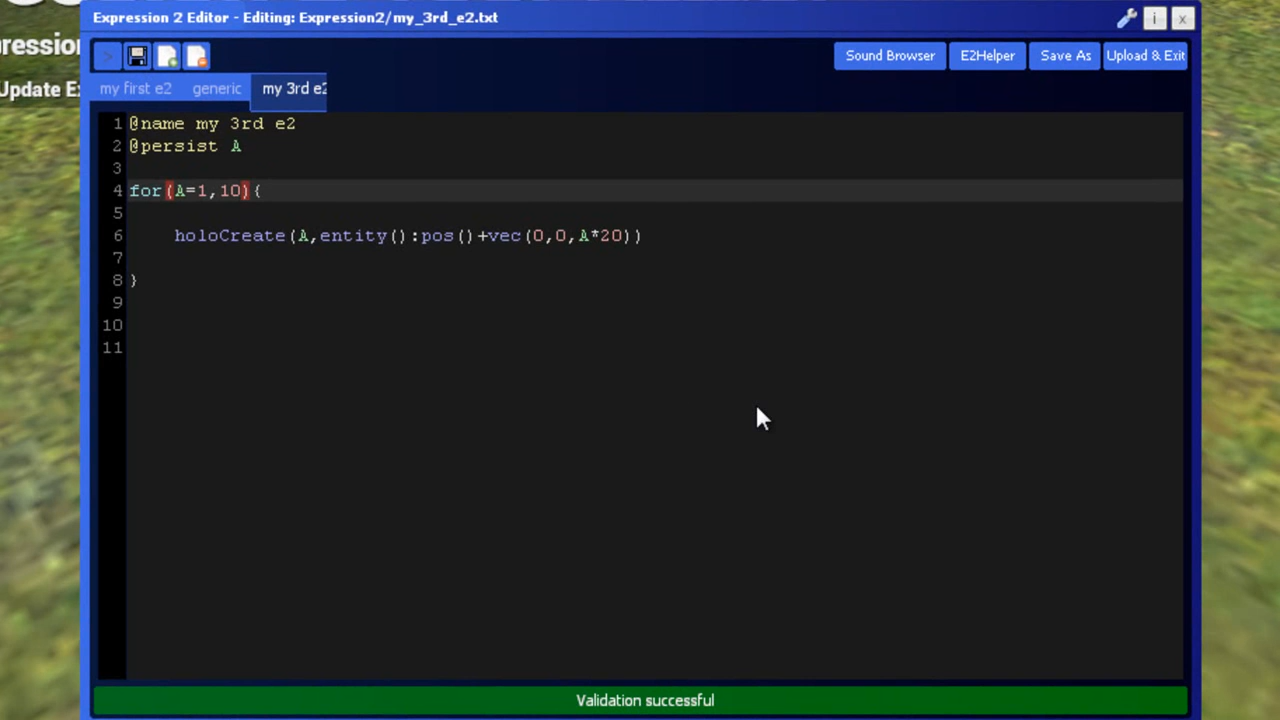 Expression 2 Editor - Editing: Expression2/my_3rd_e2.txt
i x
ression
Update Ex
> Sound Browser E2Helper Save As Upload & Exit
my first e2 generic my 3rd e2
1 @name my 3rd e2
2 @persist A
3
4 for(A=1,10){
5
6 holoCreate(A,entity():pos()+vec(0,0,A*20))
7
8 }
9
10
11
Validation successful